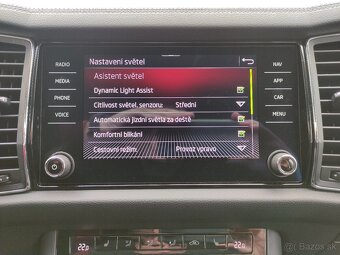 Nastavení světel
RADIO
MEDIA
PHONE
VOICE
Asistent světel
Dynamic Light Assist
Citlivost světel. senzoru: Střední
Automatická jízdní světla za deště
Komfortní blikání
Cestovní režim: Provoz vpravo
NAV
APP
CAR
MENU
22
22
Bazos.sk